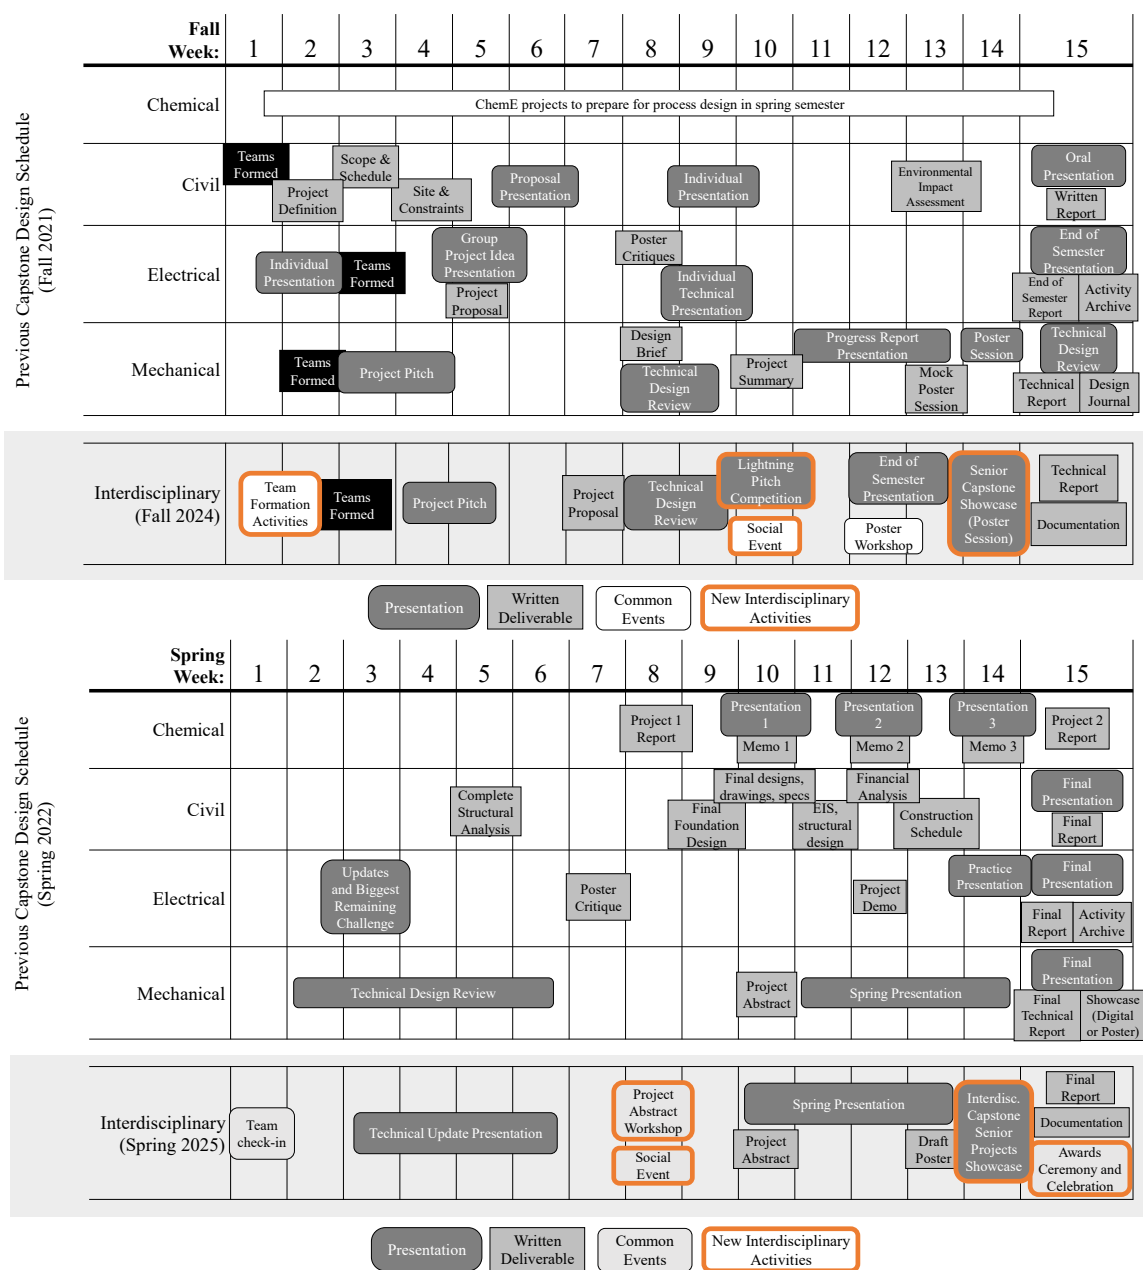 Fall
Week:
1 2 3 4 5 6 7 8 9 10 11 12 13 14 15
Previous Capstone Design Schedule
(Fall 2021)
Chemical
ChemE projects to prepare for process design in spring semester
Civil
Teams
Formed
Project
Definition
Scope &
Schedule
Site &
Constraints
Proposal
Presentation
Individual
Presentation
Environmental
Impact
Assessment
Oral
Presentation
Written
Report
Electrical
Individual
Presentation
Teams
Formed
Group
Project Idea
Presentation
Project
Proposal
Poster
Critiques
Individual
Technical
Presentation
End of
Semester
Presentation
End of
Semester
Report
Activity
Archive
Mechanical
Teams
Formed
Project Pitch
Design
Brief
Technical
Design
Review
Project
Summary
Progress Report
Presentation
Mock
Poster
Session
Poster
Session
Technical
Design
Review
Technical
Report
Design
Journal
Interdisciplinary
(Fall 2024)
Team
Formation
Activities
Teams
Formed
Project Pitch
Project
Proposal
Technical
Design
Review
Lightning
Pitch
Competition
Social
Event
End of
Semester
Presentation
Poster
Workshop
Senior
Capstone
Showcase
(Poster
Session)
Technical
Report
Documentation
Presentation
Written
Deliverable
Common
Events
New Interdisciplinary
Activities
Spring
Week:
1 2 3 4 5 6 7 8 9 10 11 12 13 14 15
Previous Capstone Design Schedule
(Spring 2022)
Chemical
Project 1
Report
Presentation
1
Memo 1
Presentation
2
Memo 2
Presentation
3
Memo 3
Project 2
Report
Civil
Complete
Structural
Analysis
Final
Foundation
Design
Final designs,
drawings, specs
EIS,
structural
design
Financial
Analysis
Construction
Schedule
Final
Presentation
Final
Report
Electrical
Updates
and Biggest
Remaining
Challenge
Poster
Critique
Project
Demo
Practice
Presentation
Final
Presentation
Final
Report
Activity
Archive
Mechanical
Technical Design Review
Project
Abstract
Spring Presentation
Final
Presentation
Final
Technical
Report
Showcase
(Digital
or Poster)
Interdisciplinary
(Spring 2025)
Team
check-in
Technical Update Presentation
Project
Abstract
Workshop
Social
Event
Spring Presentation
Project
Abstract
Draft
Poster
Interdisc.
Capstone
Senior
Projects
Showcase
Final
Report
Documentation
Awards
Ceremony and
Celebration
Presentation
Written
Deliverable
Common
Events
New Interdisciplinary
Activities